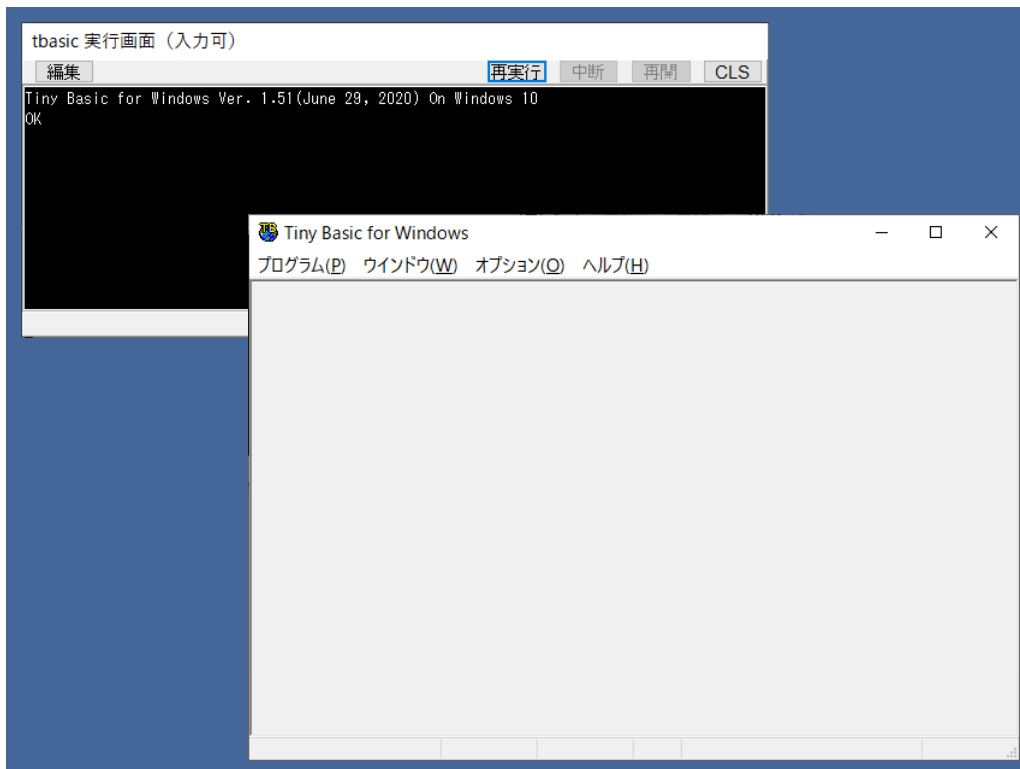 tbasic 実行画面（入力可）
編集 再実行 中断 再開 CLS
Tiny Basic for Windows Ver. 1.51(June 29, 2020) On Windows 10
OK
Tiny Basic for Windows
プログラム(P) ウインドウ(W) オプション(O) ヘルプ(H)